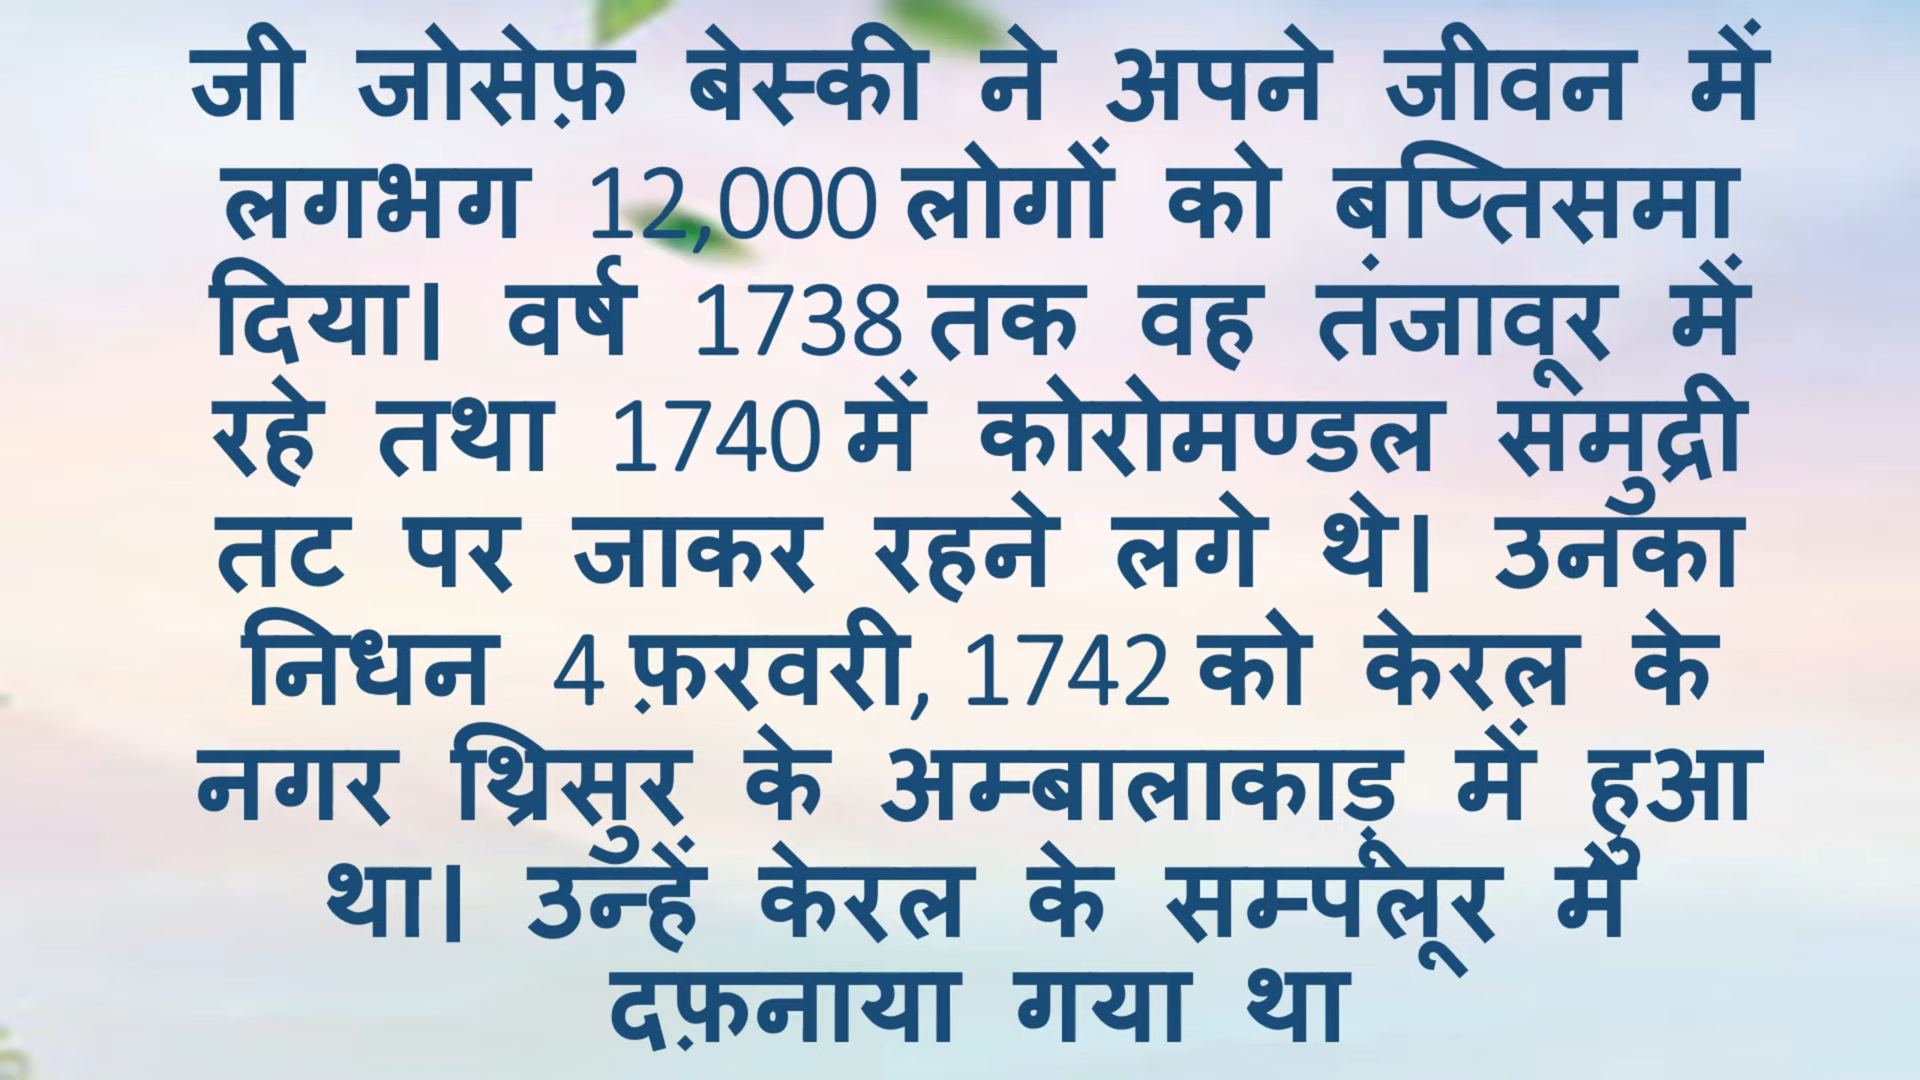 जी जोसेफ़ बेस्की ने अपने जीवन में
लगभग 12,000 लोगों को बप्तिसमा
दिया। वर्ष 1738 तक वह तंजावूर में
रहे तथा 1740 में कोरोमण्डल समुद्री
तट पर जाकर रहने लगे थे। उनका
निधन 4 फ़रवरी, 1742 को केरल के
नगर थ्रिसुर के अम्बालाकाड़ू में हुआ
था। उन्हें केरल के सम्पलूर में
दफ़नाया गया था